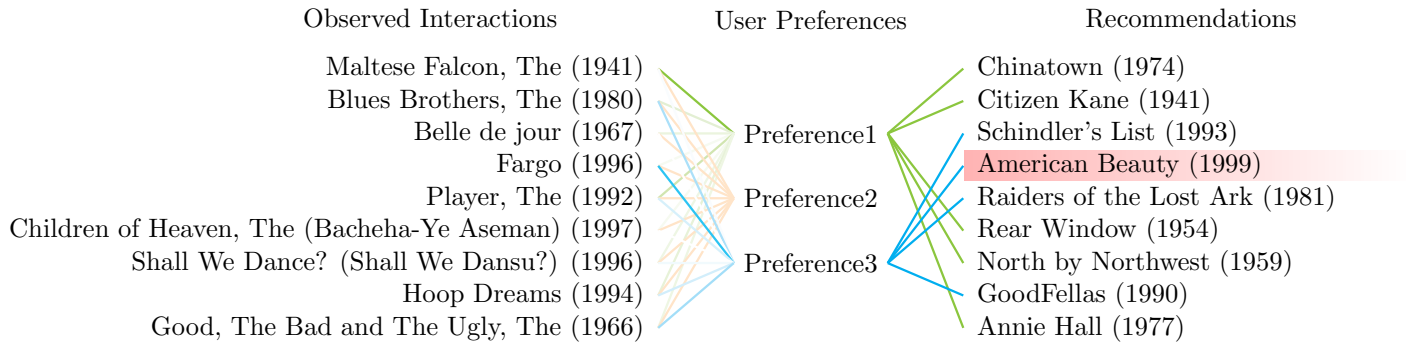 Observed Interactions
User Preferences
Recommendations
Maltese Falcon, The (1941)
Blues Brothers, The (1980)
Belle de jour (1967)
Fargo (1996)
Player, The (1992)
Children of Heaven, The (Bacheha-Ye Aseman) (1997)
Shall We Dance? (Shall We Dansu?) (1996)
Hoop Dreams (1994)
Good, The Bad and The Ugly, The (1966)
Preference1
Preference2
Preference3
Chinatown (1974)
Citizen Kane (1941)
Schindler's List (1993)
American Beauty (1999)
Raiders of the Lost Ark (1981)
Rear Window (1954)
North by Northwest (1959)
GoodFellas (1990)
Annie Hall (1977)